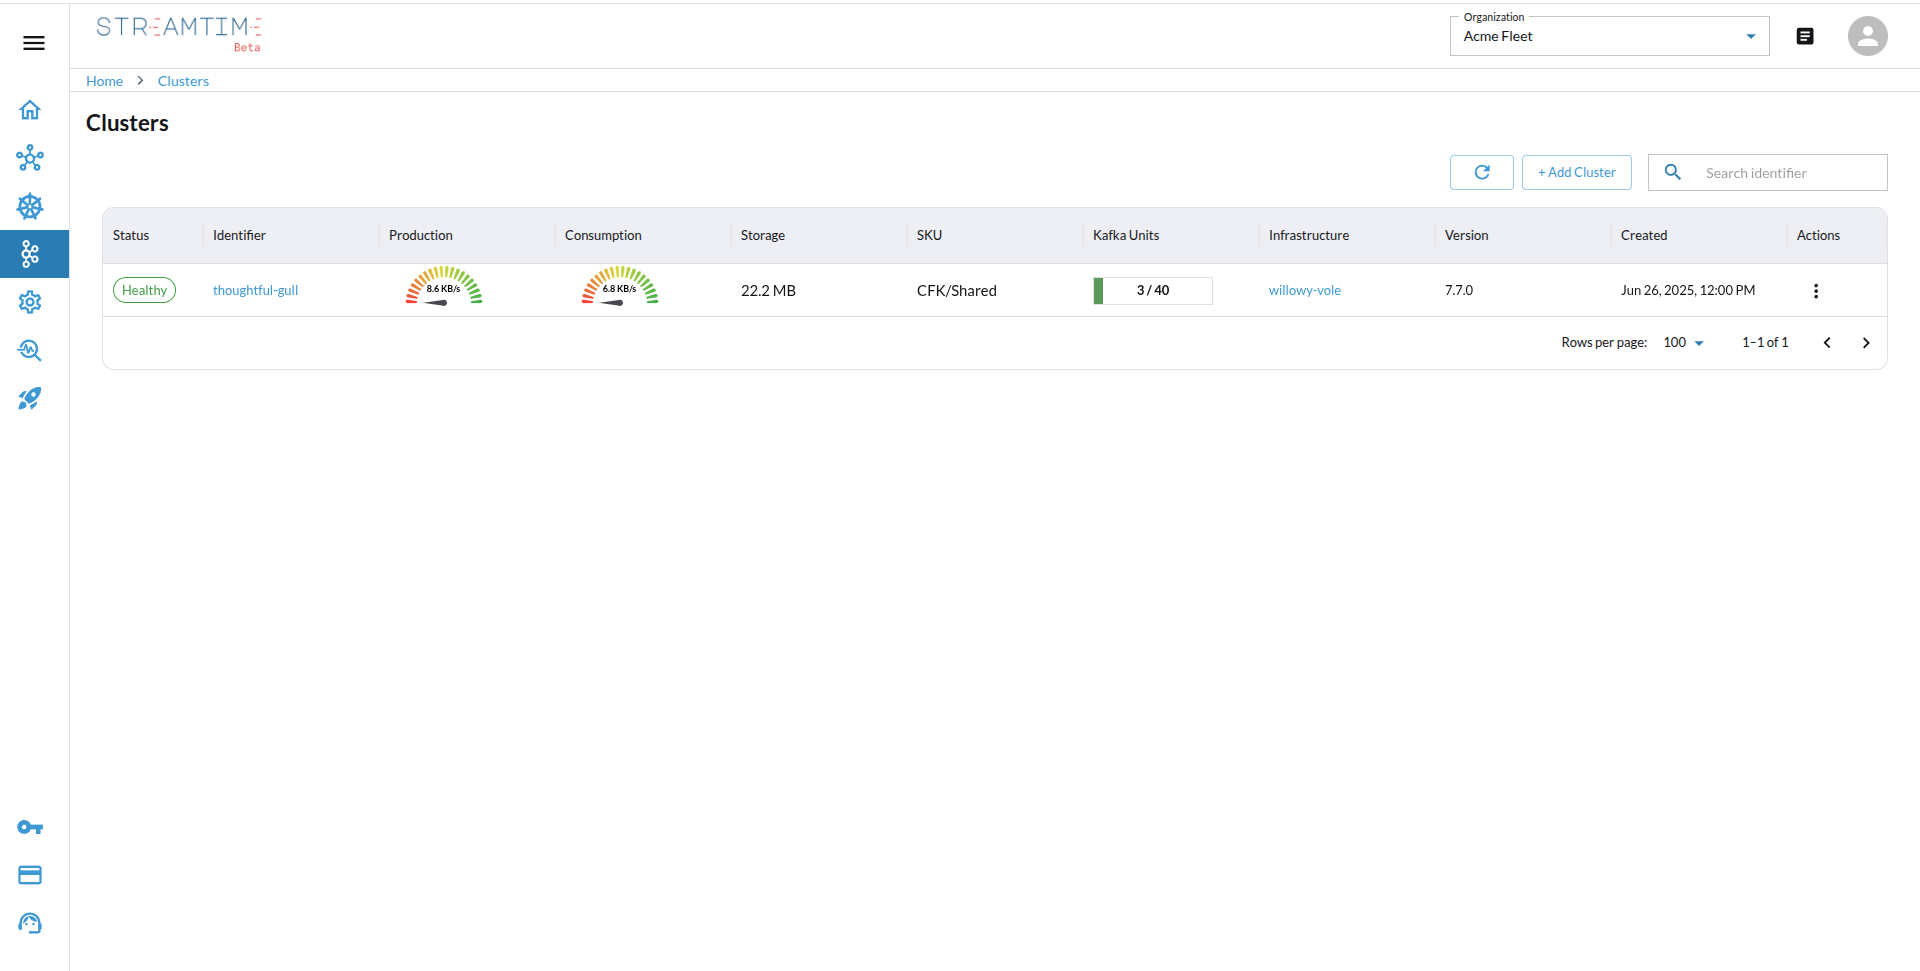 STREAMTIME
Beta
Organization
Acme Fleet
Home > Clusters
Clusters
+ Add Cluster
Search identifier
Status Identifier Production Consumption Storage SKU Kafka Units Infrastructure Version Created Actions
Healthy thoughtful-gull 8.6 KB/s 6.8 KB/s 22.2 MB CFK/Shared 3 / 40 willowy-vole 7.7.0 Jun 26, 2025, 12:00 PM
Rows per page: 100 1–1 of 1